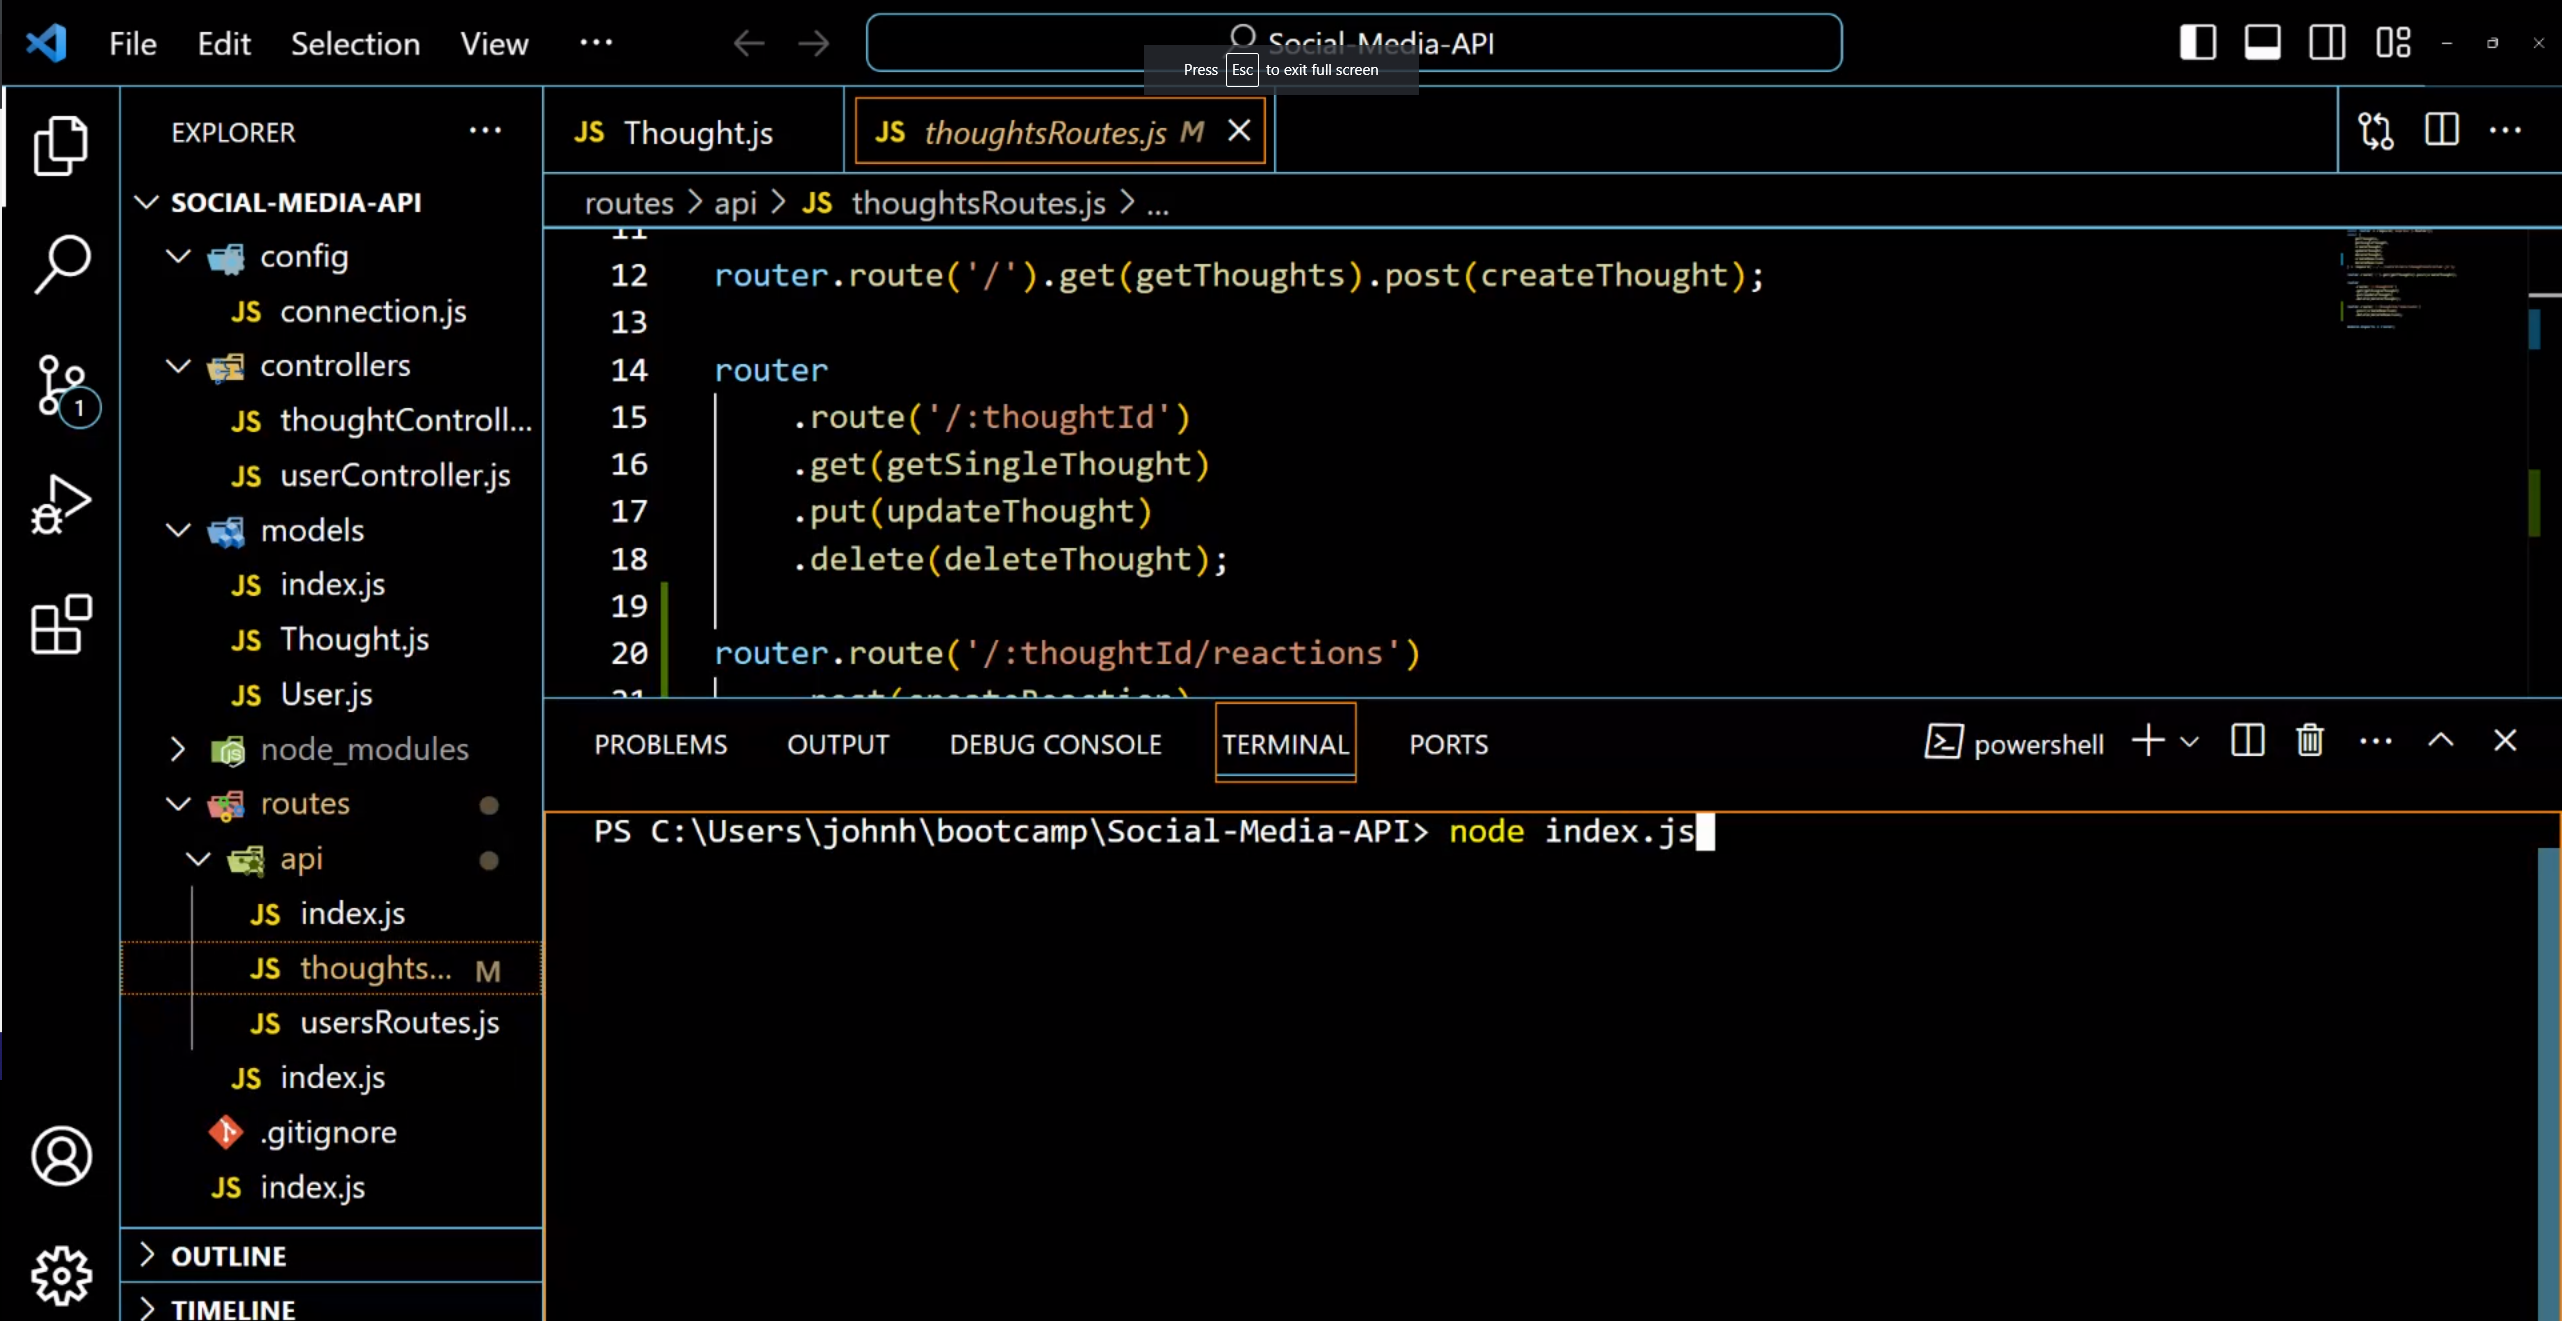 File Edit Selection View ...
Social-Media-API
Press Esc to exit full screen
EXPLORER ...
SOCIAL-MEDIA-API
config
JS connection.js
controllers
JS thoughtControll...
JS userController.js
models
JS index.js
JS Thought.js
JS User.js
node_modules
routes
api
JS index.js
JS thoughts... M
JS usersRoutes.js
JS index.js
.gitignore
JS index.js
OUTLINE
TIMELINE
1
JS Thought.js
JS thoughtsRoutes.js M
routes > api > JS thoughtsRoutes.js > ...
11
12 router.route('/').get(getThoughts).post(createThought);
13
14 router
15 .route('/:thoughtId')
16 .get(getSingleThought)
17 .put(updateThought)
18 .delete(deleteThought);
19
20 router.route('/:thoughtId/reactions')
21 .post(createReaction)
PROBLEMS OUTPUT DEBUG CONSOLE TERMINAL PORTS
powershell
PS C:\Users\johnh\bootcamp\Social-Media-API> node index.js